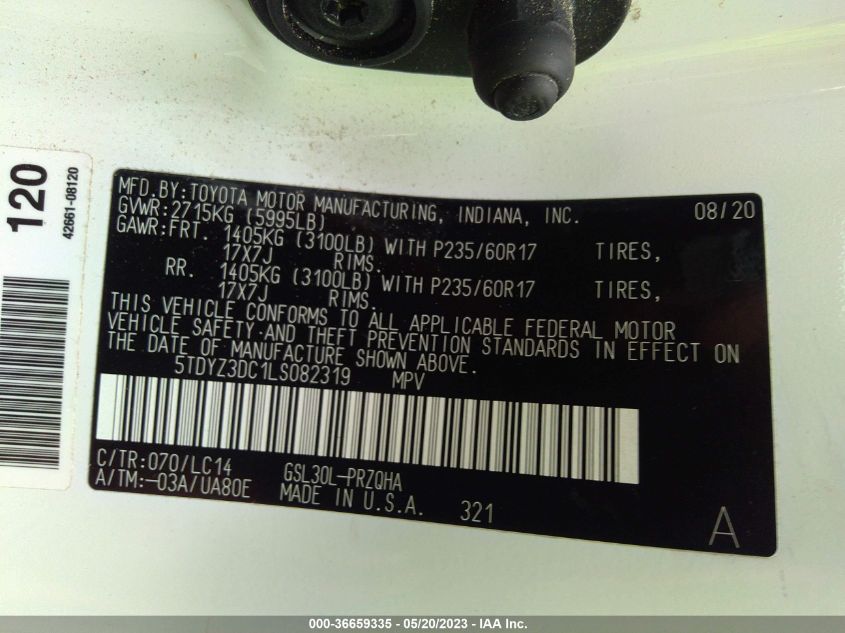 120
42661-08120
MFD.BY:TOYOTA MOTOR MANUFACTURING, INDIANA, INC. 08/20
GVWR:2715KG (5995LB)
GAWR:FRT. 1405KG (3100LB) WITH P235/60R17 TIRES,
17X7J RIMS.
RR. 1405KG (3100LB) WITH P235/60R17 TIRES,
17X7J RIMS.
THIS VEHICLE CONFORMS TO ALL APPLICABLE FEDERAL MOTOR
VEHICLE SAFETY AND THEFT PREVENTION STANDARDS IN EFFECT ON
THE DATE OF MANUFACTURE SHOWN ABOVE.
5TDYZ3DC1LS082319 MPV
C/TR:070/LC14 GSL30L-PRZQHA
A/TM:-03A/UA80E MADE IN U.S.A. 321
A
000-36659335 - 05/20/2023 - IAA Inc.